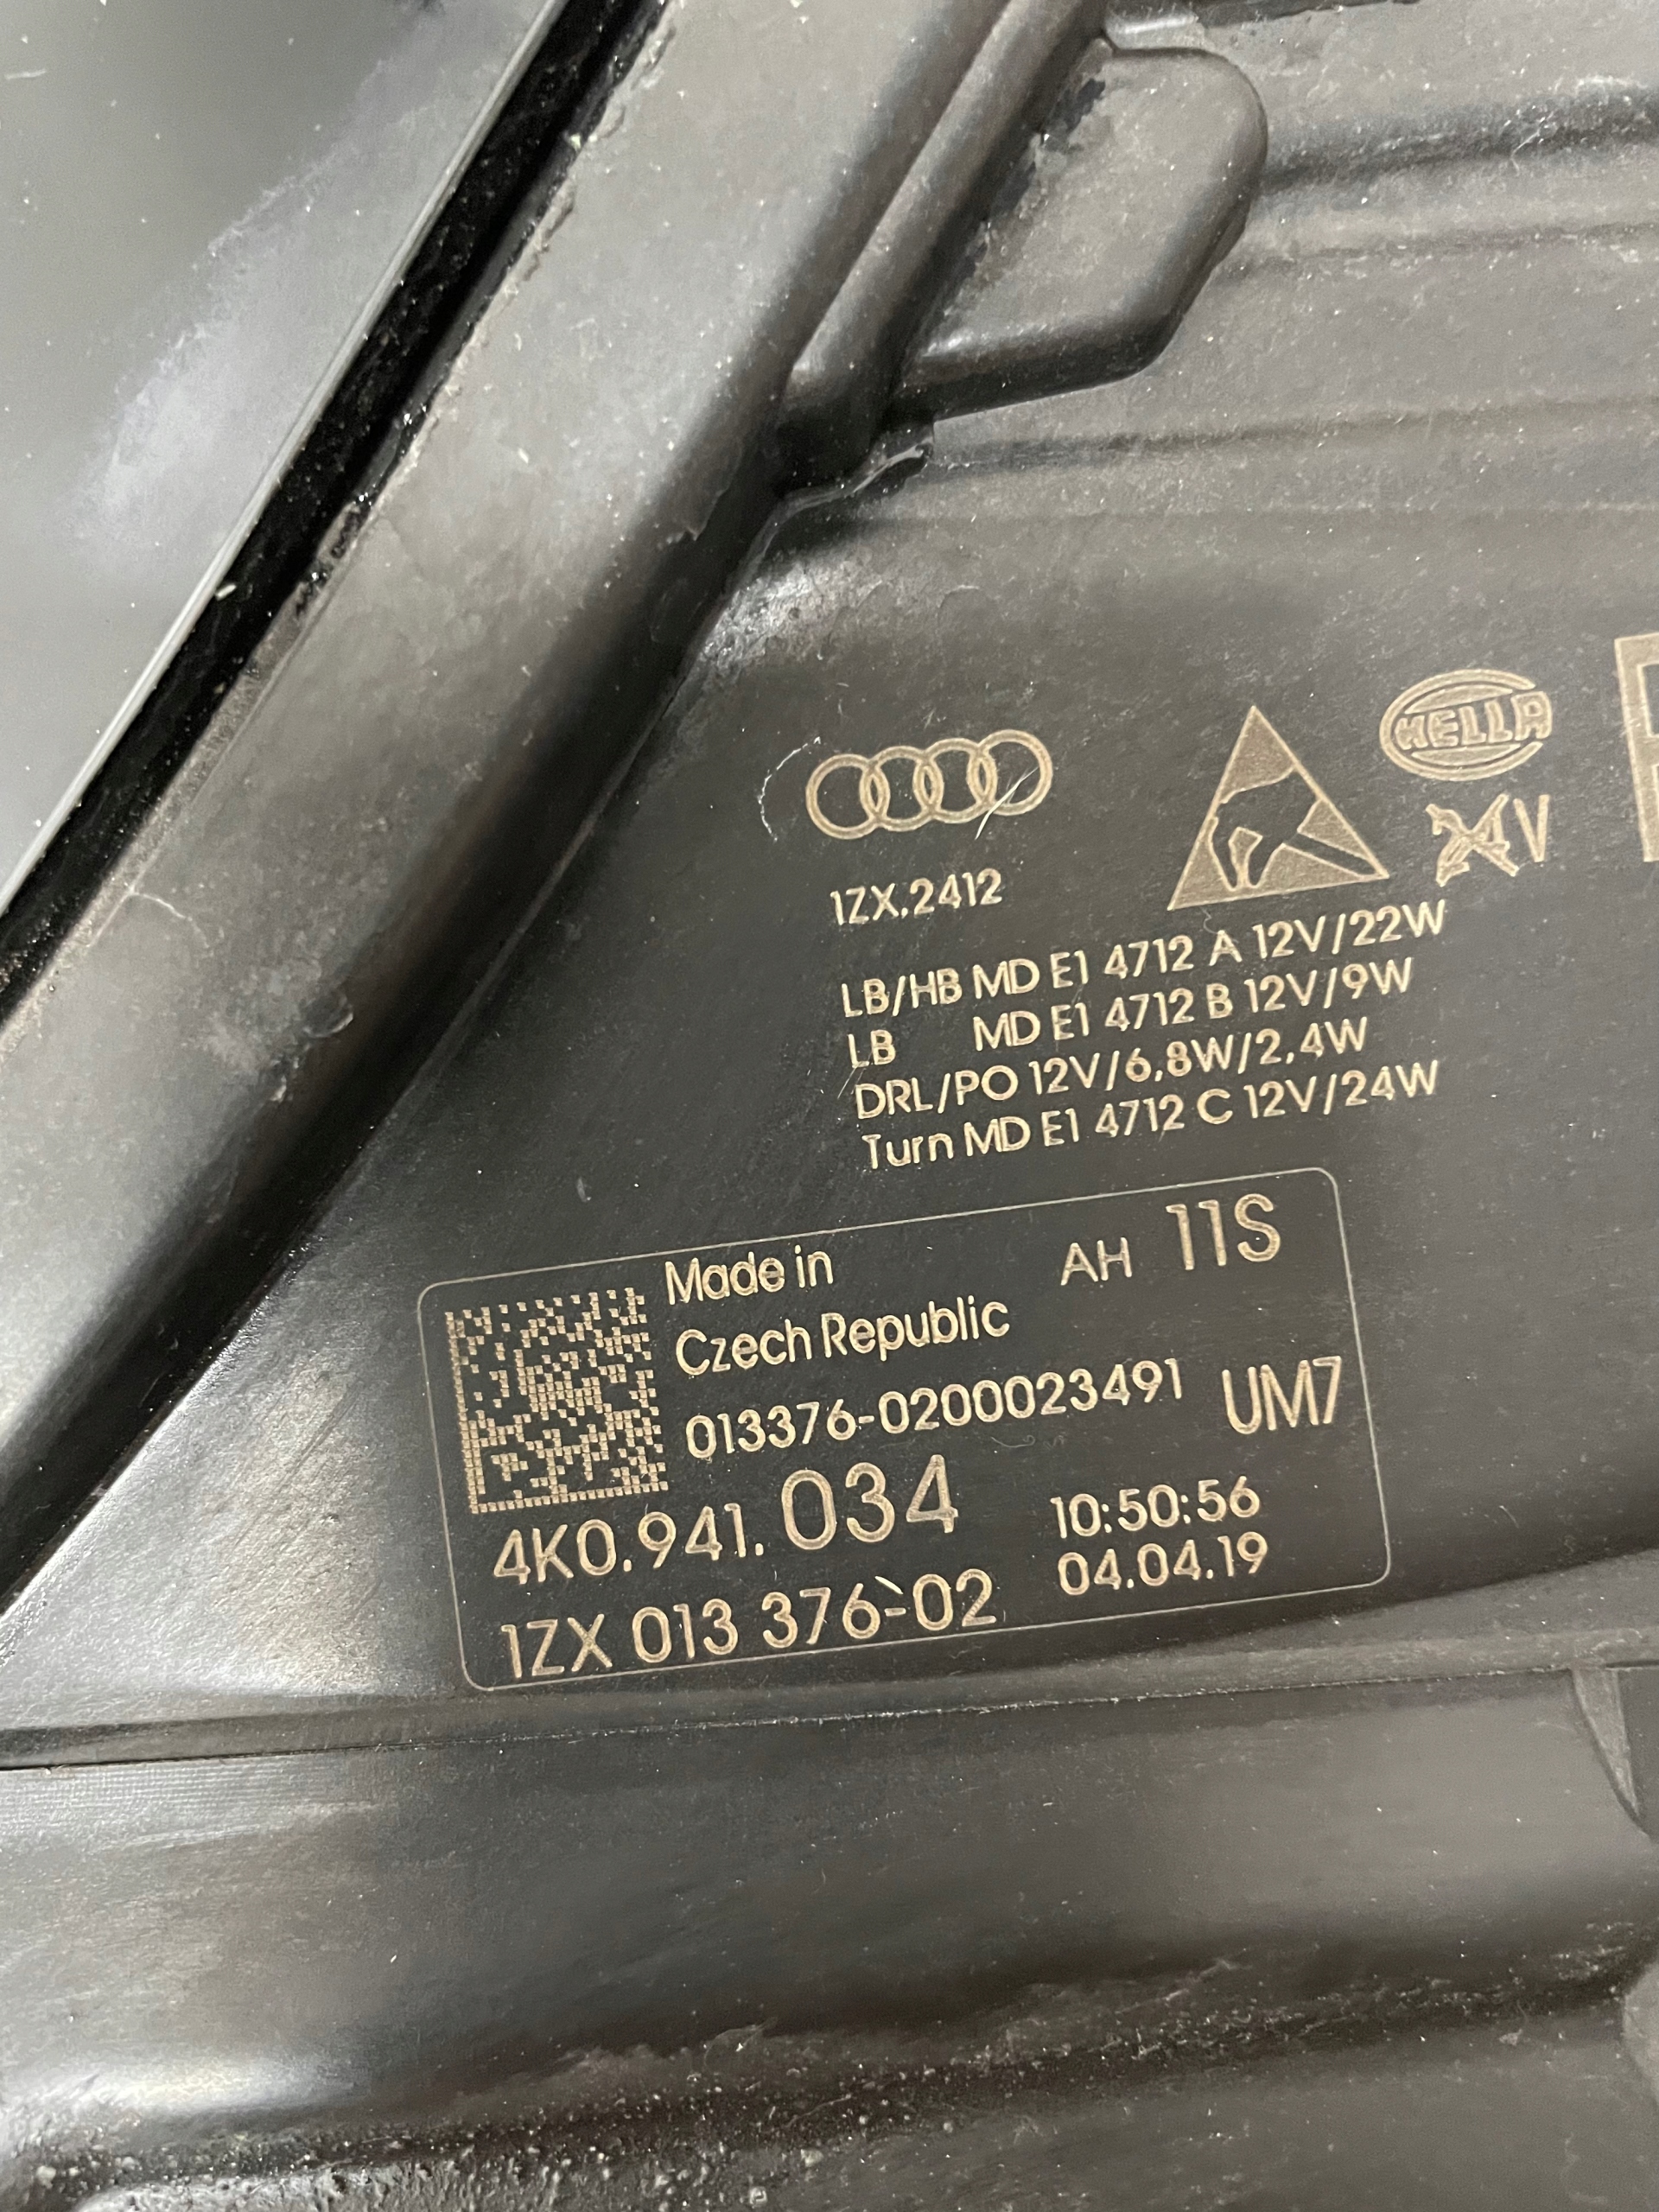 HELLA
24V
1ZX.2412
LB/HB MD E1 4712 A 12V/22W
LB MD E1 4712 B 12V/9W
DRL/PO 12V/6,8W/2,4W
Turn MD E1 4712 C 12V/24W
Made in AH 11S
Czech Republic
013376-0200023491 UM7
4K0.941.034 10:50:56
1ZX 013 376-02 04.04.19